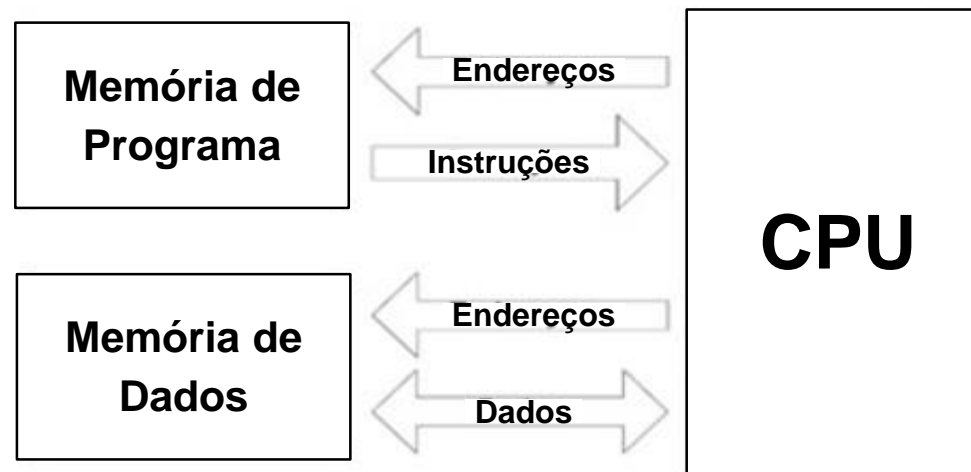 Memória de
Programa
Endereços
Instruções
CPU
Memória de
Dados
Endereços
Dados